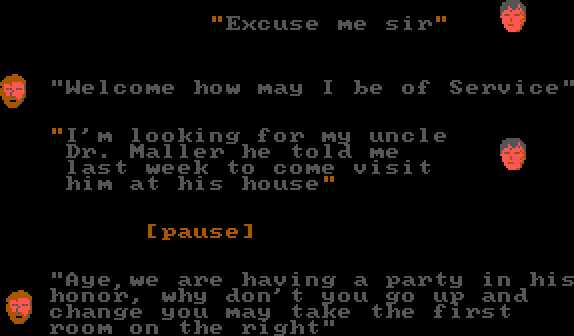 "Excuse me sir"
"Welcome how may I be of Service"
"I'm looking for my uncle
Dr. Maller he told me
last week to come visit
him at his house"
[pause]
"Aye,we are having a party in his
honor, why don't you go up and
change you may take the first
room on the right"